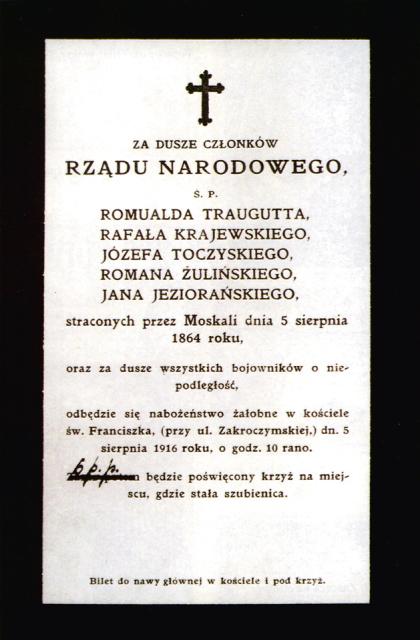 ZA DUSZE CZŁONKÓW
RZĄDU NARODOWEGO,
Ś. P.
ROMUALDA TRAUGUTTA,
RAFAŁA KRAJEWSKIEGO,
JÓZEFA TOCZYSKIEGO,
ROMANA ŻULIŃSKIEGO,
JANA JEZIORAŃSKIEGO,
straconych przez Moskali dnia 5 sierpnia
1864 roku,
oraz za dusze wszystkich bojowników o nie-
podległość,
odbędzie się nabożeństwo żałobne w kościele
św. Franciszka, (przy ul. Zakroczymskiej,) dn. 5
sierpnia 1916 roku, o godz. 10 rano.
6 p. p.
będzie poświęcony krzyż na miej-
scu, gdzie stała szubienica.
Bilet do nawy głównej w kościele i pod krzyż.